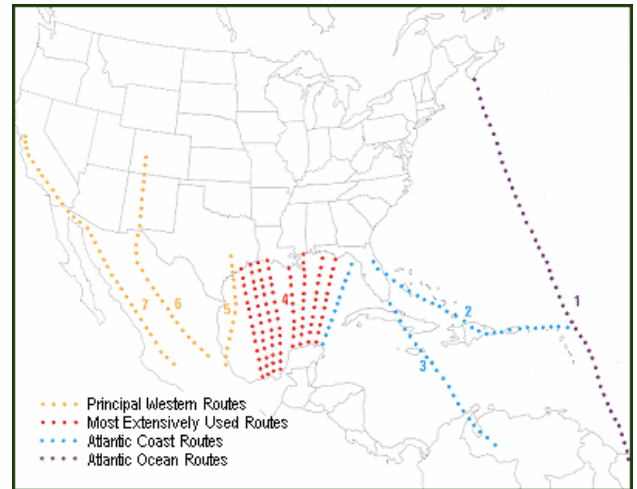 1
2
3
4
5
6
7
Principal Western Routes
Most Extensively Used Routes
Atlantic Coast Routes
Atlantic Ocean Routes